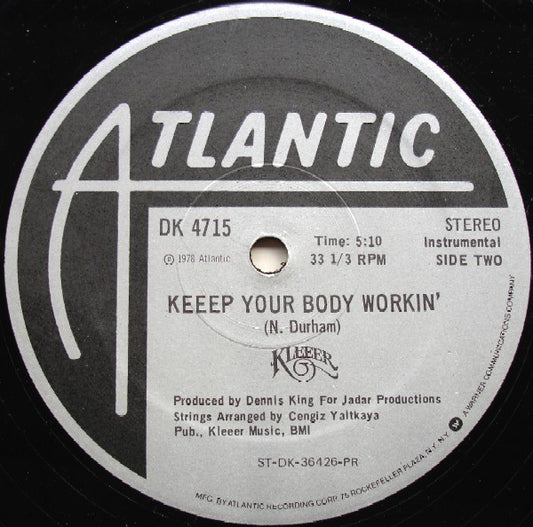 ATLANTIC
DK 4715
STEREO
Time: 5:10
Instrumental
℗ 1978 Atlantic
33 1/3 RPM
SIDE TWO
KEEEP YOUR BODY WORKIN'
(N. Durham)
KLEEER
Produced by Dennis King For Jadar Productions
Strings Arranged by Cengiz Yaltkaya
Pub., Kleeer Music, BMI
ST-DK-36426-PR
MFG. BY ATLANTIC RECORDING CORP., 75 ROCKEFELLER PLAZA, N.Y. N.Y. W A WARNER COMMUNICATIONS COMPANY